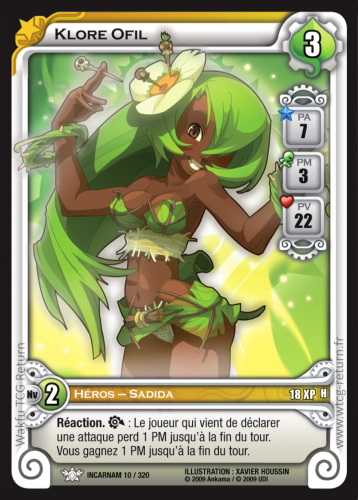 Klore Ofil
3
PA
7
PM
3
PV
22
Nv 2 Héros – Sadida 18 XP H
Réaction. : Le joueur qui vient de déclarer
une attaque perd 1 PM jusqu'à la fin du tour.
Vous gagnez 1 PM jusqu'à la fin du tour.
INCARNAM 10 / 320
ILLUSTRATION : XAVIER HOUSSIN
© 2009 Ankama / © 2009 UDI
Wakfu TCG Return
© www.wtcg-return.fr